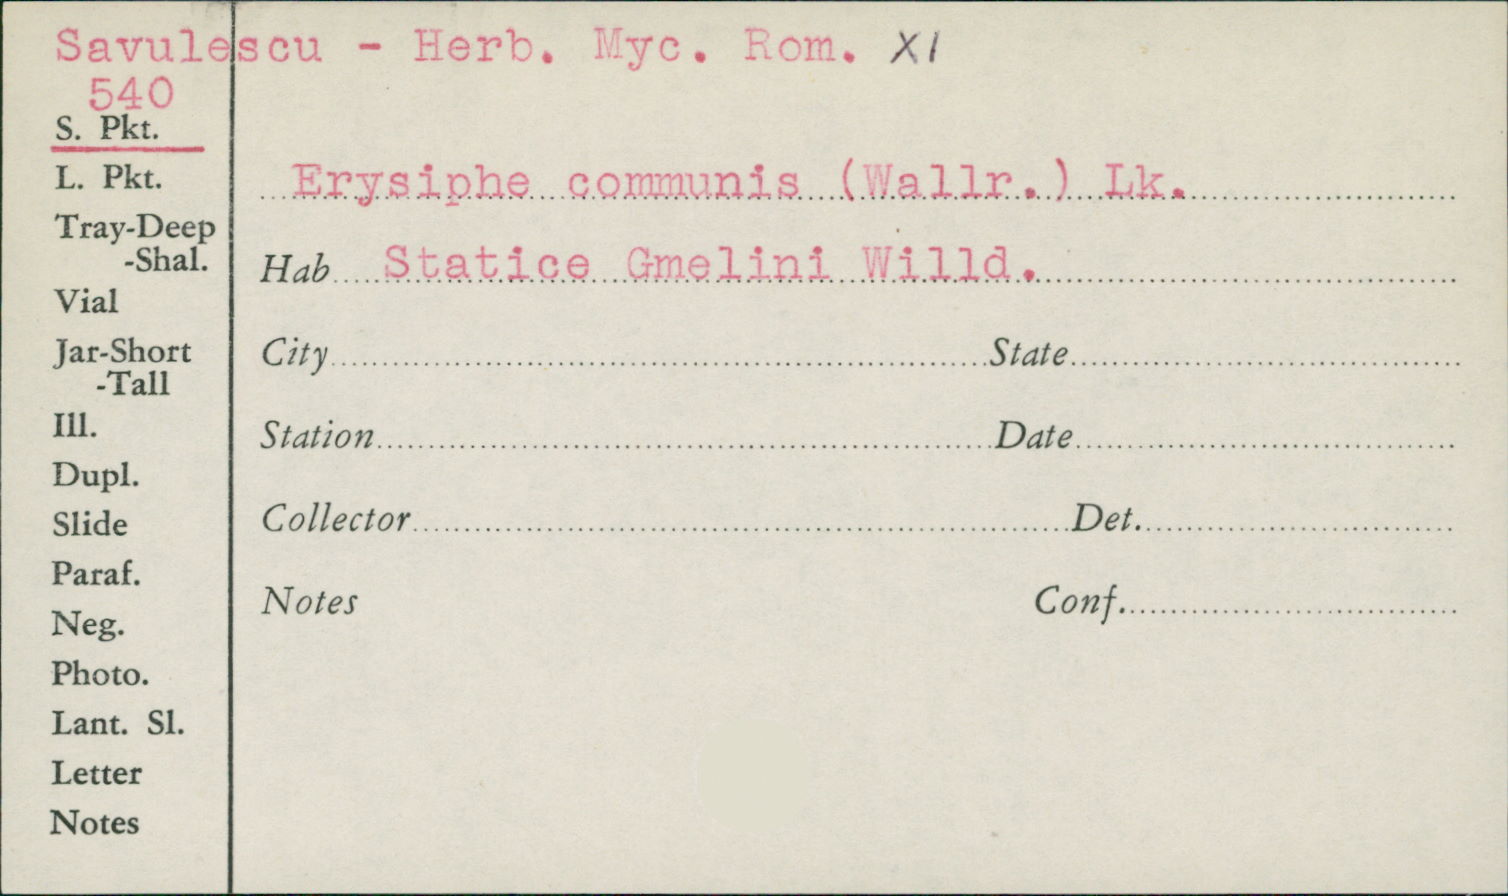 Savulescu - Herb. Myc. Rom. XI
540
S. Pkt.
L. Pkt.
Tray-Deep
-Shal.
Vial
Jar-Short
-Tall
Ill.
Dupl.
Slide
Paraf.
Neg.
Photo.
Lant. Sl.
Letter
Notes
Erysiphe communis (Wallr.) Lk.
Hab Statice Gmelini Willd.
City State
Station Date
Collector Det.
Notes Conf.